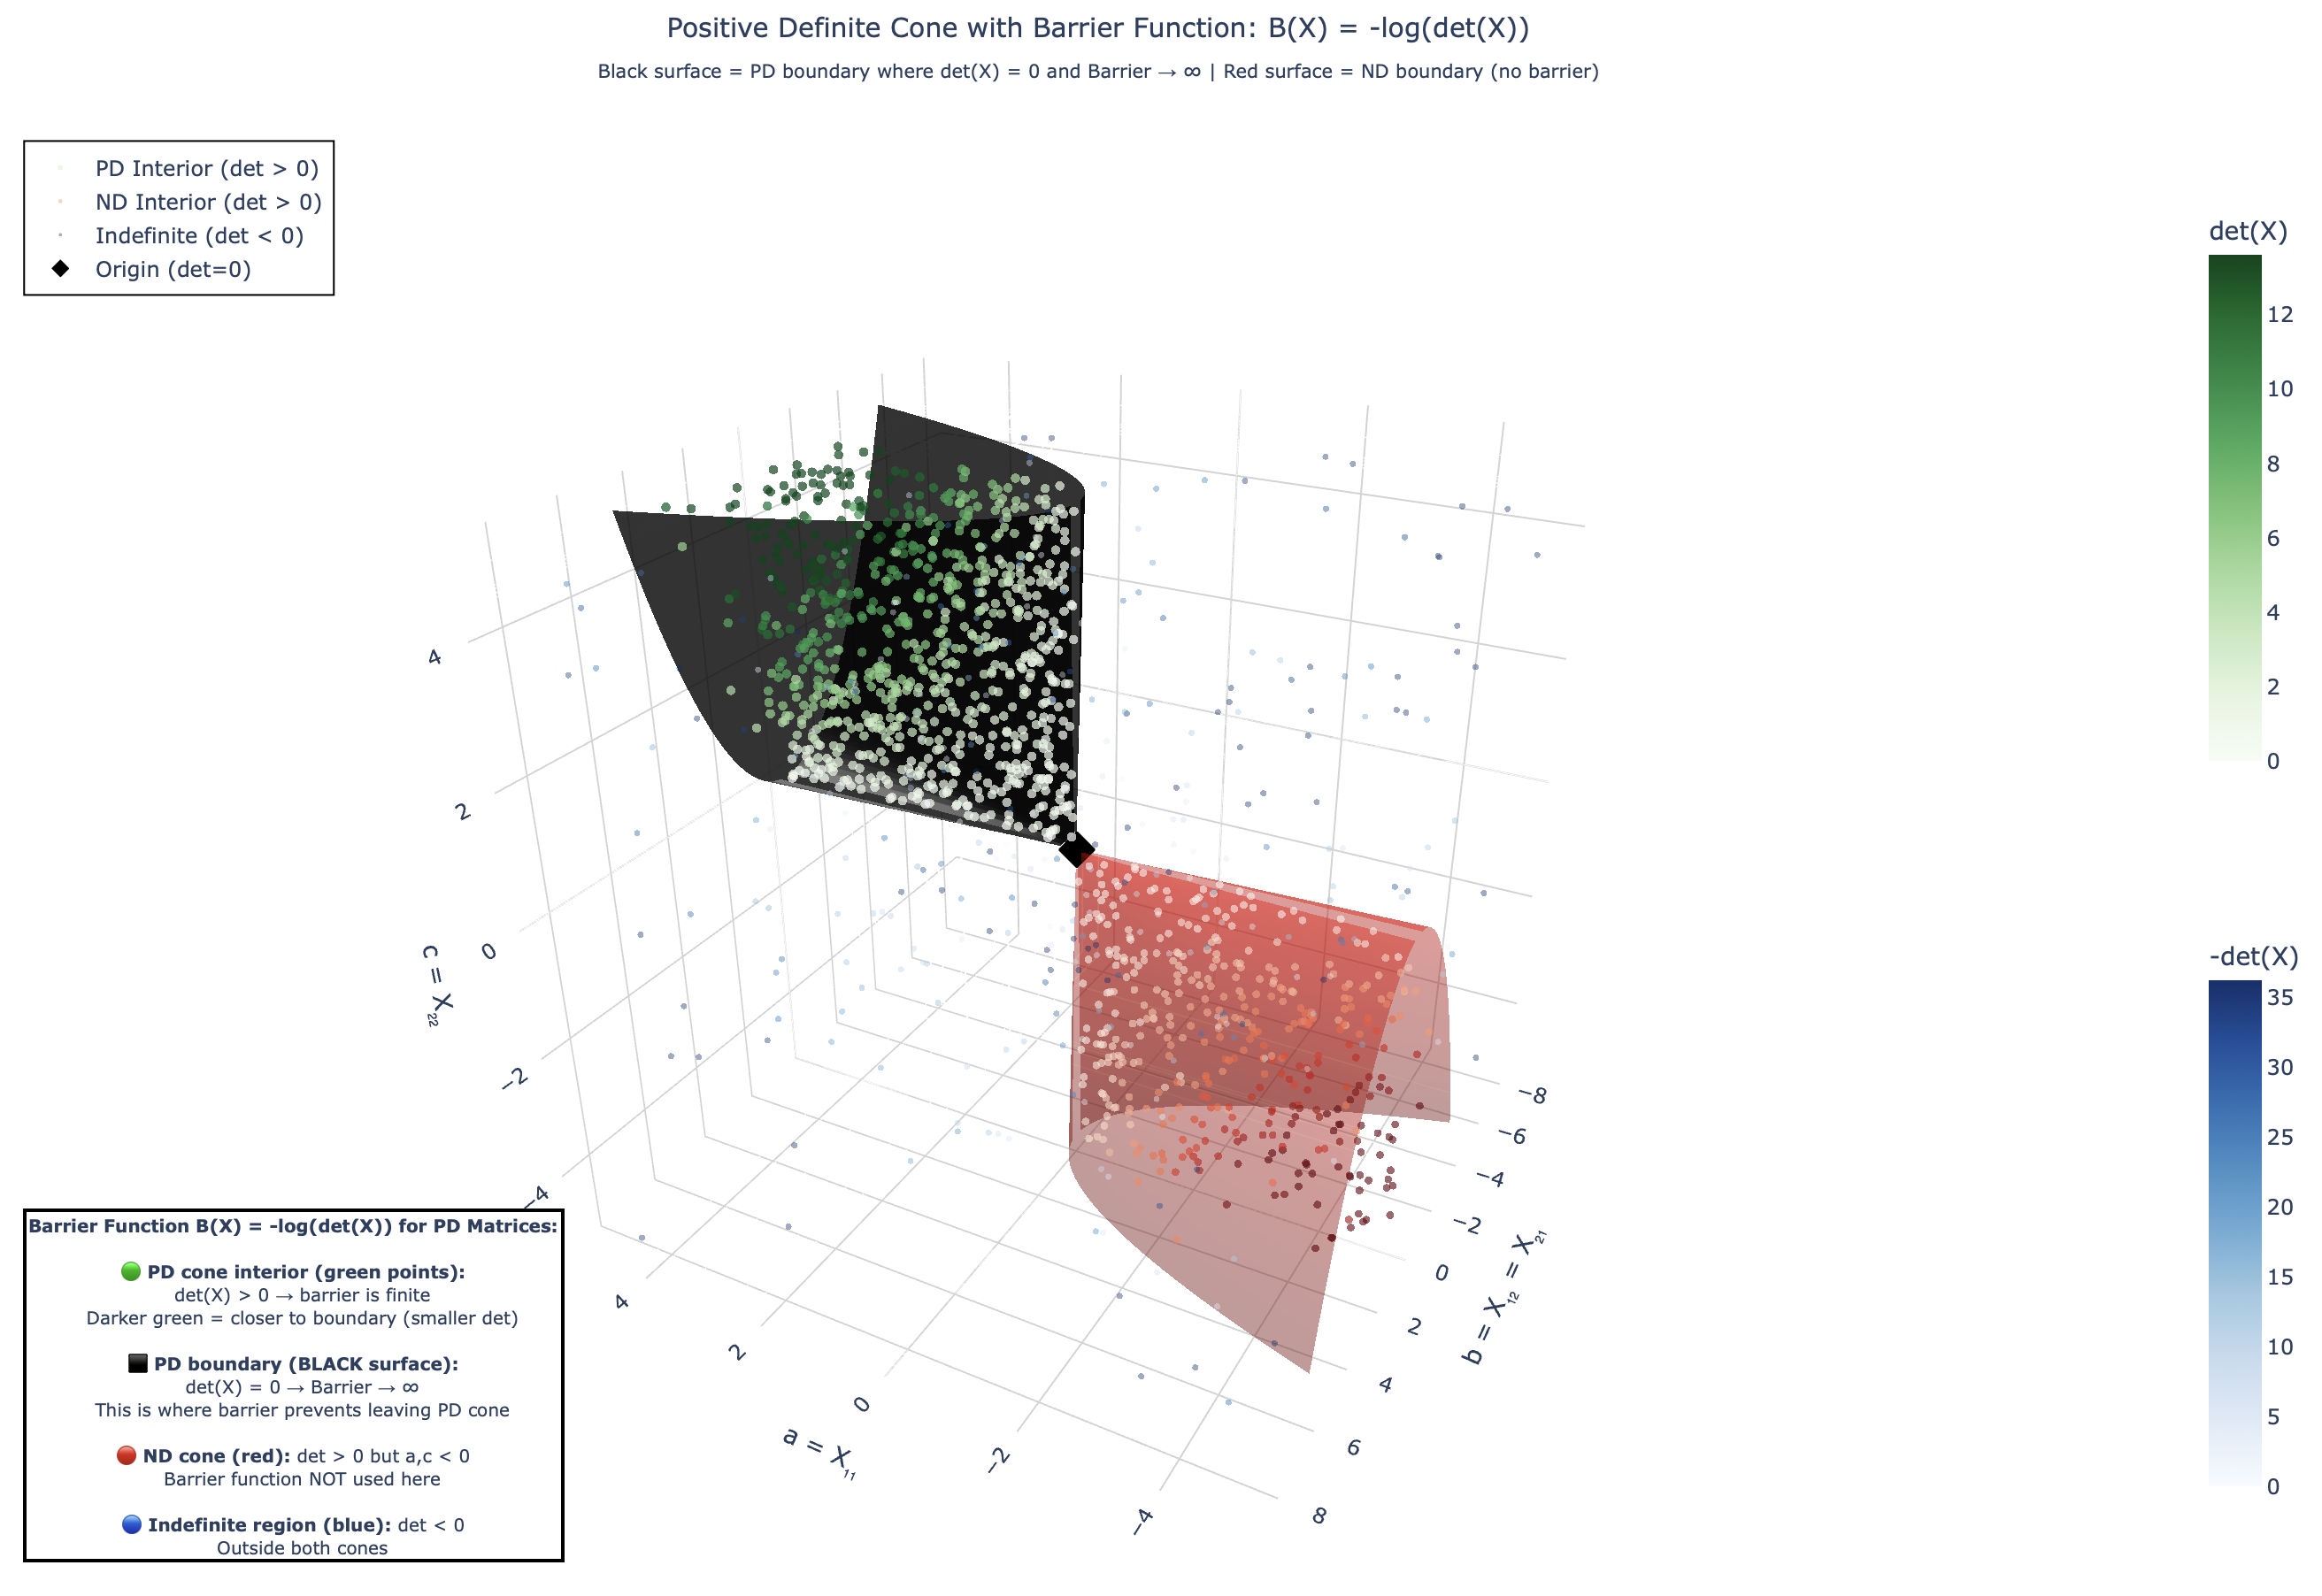 Positive Definite Cone with Barrier Function: B(X) = -log(det(X))
Black surface = PD boundary where det(X) = 0 and Barrier → ∞ | Red surface = ND boundary (no barrier)
PD Interior (det > 0)
ND Interior (det > 0)
Indefinite (det < 0)
Origin (det=0)
det(X)
12
10
8
6
4
2
0
-det(X)
35
30
25
20
15
10
5
0
4
2
0
−2
−4
c = X₂₂
4
2
0
−2
−4
a = X₁₁
−8
−6
−4
−2
0
2
4
6
8
b = X₁₂ = X₂₁
Barrier Function B(X) = -log(det(X)) for PD Matrices:
🟢 PD cone interior (green points):
det(X) > 0 → barrier is finite
Darker green = closer to boundary (smaller det)
⬛ PD boundary (BLACK surface):
det(X) = 0 → Barrier → ∞
This is where barrier prevents leaving PD cone
🔴 ND cone (red): det > 0 but a,c < 0
Barrier function NOT used here
🔵 Indefinite region (blue): det < 0
Outside both cones